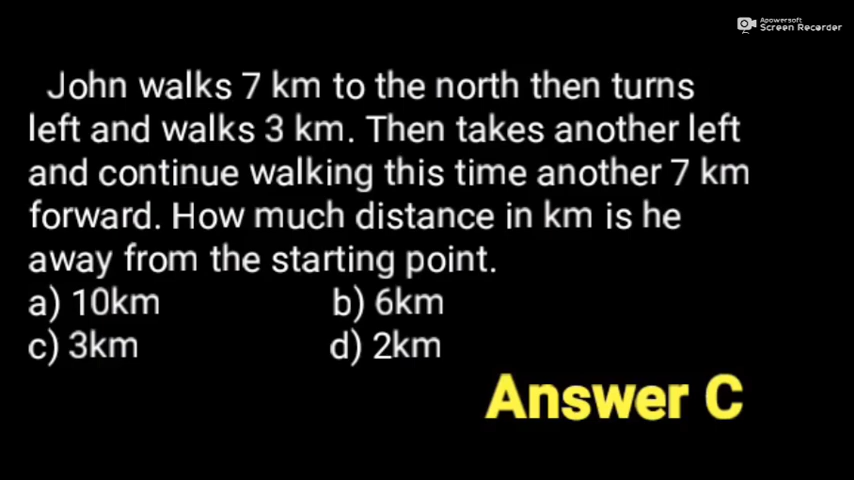 Apowersoft
Screen Recorder
John walks 7 km to the north then turns
left and walks 3 km. Then takes another left
and continue walking this time another 7 km
forward. How much distance in km is he
away from the starting point.
a) 10km b) 6km
c) 3km d) 2km
Answer C